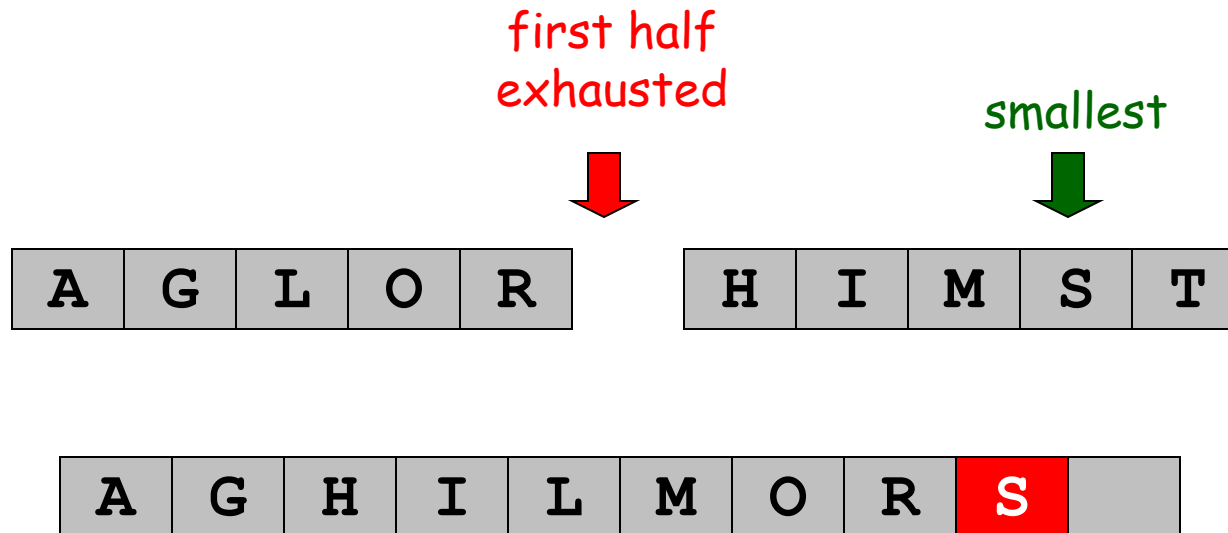 first half
exhausted
smallest
A G L O R
H I M S T
A G H I L M O R S